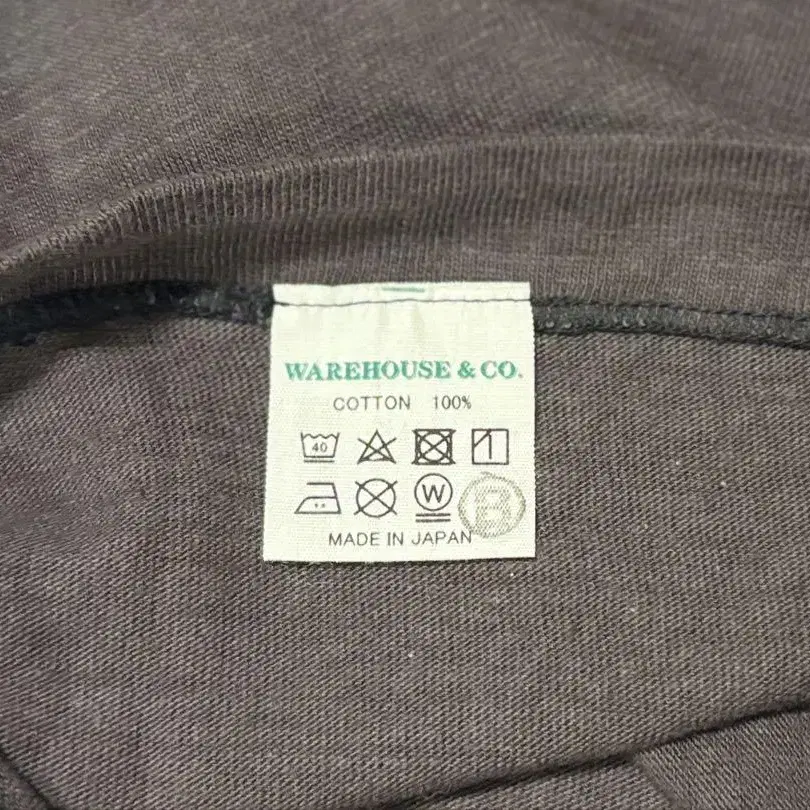 WAREHOUSE & CO.
COTTON 100%
40
W
B
MADE IN JAPAN